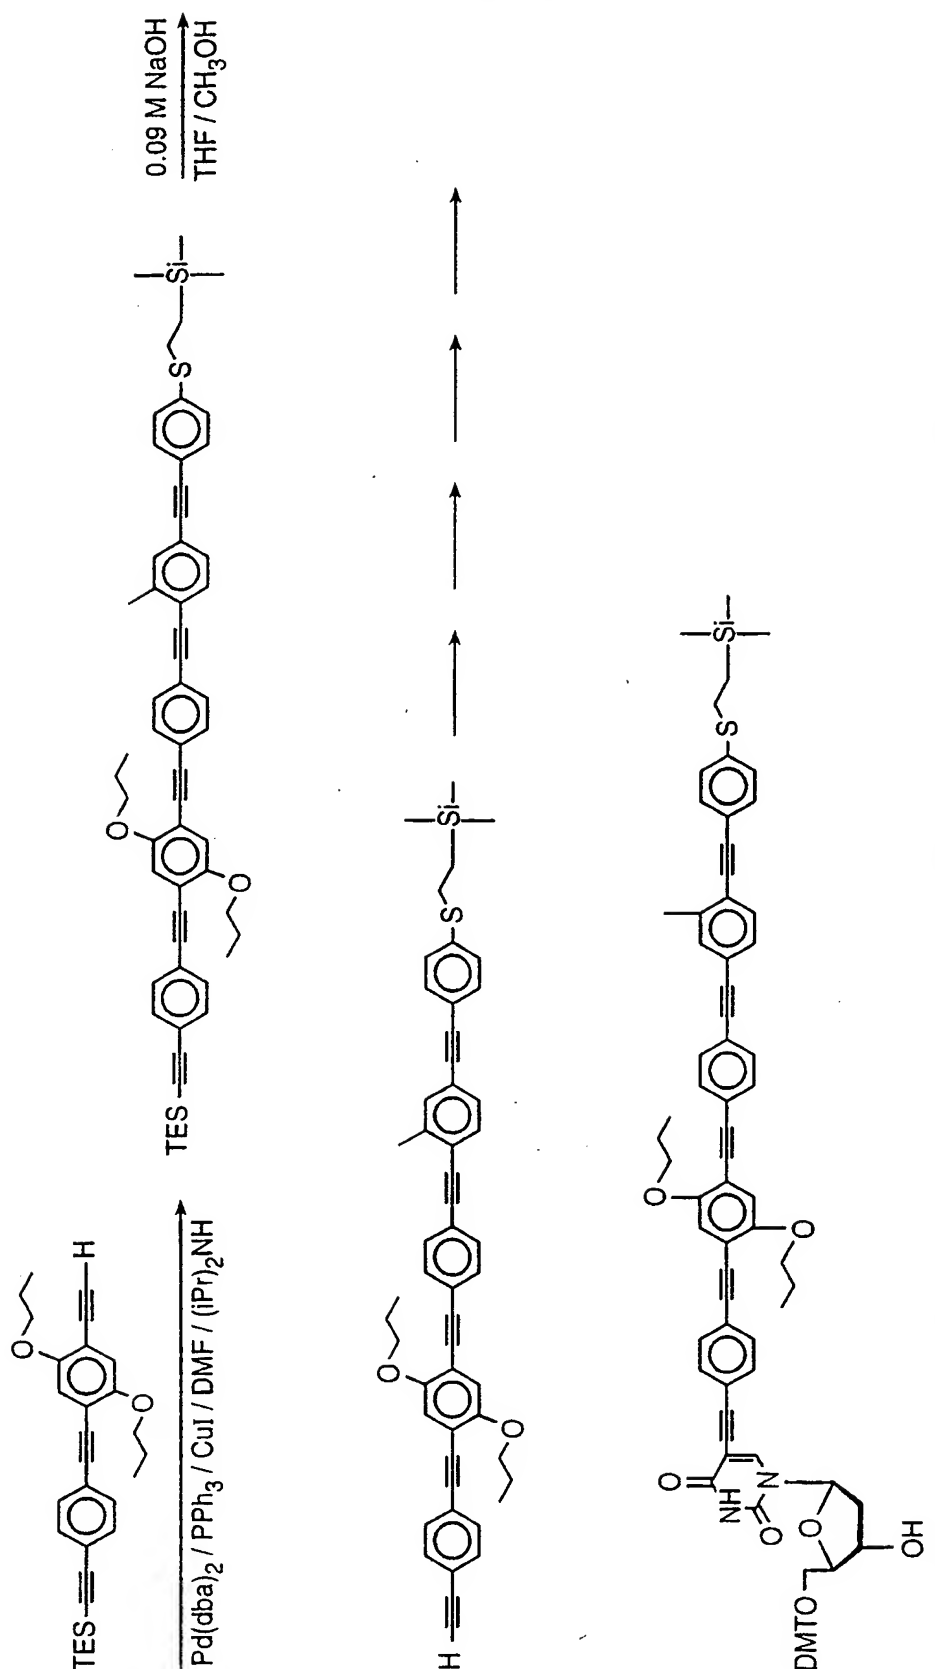 TES
O
O
H
Pd(dba)2 / PPh3 / CuI / DMF / (iPr)2NH
TES
O
O
S
Si
0.09 M NaOH
THF / CH3OH
H
O
O
S
Si
DMTO
O
OH
O
NH
O
N
O
O
S
Si